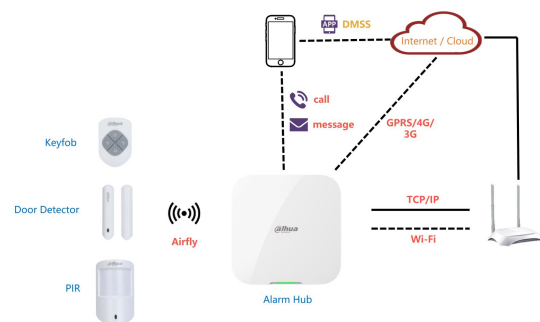 APP DMSS
Internet / Cloud
call
message
GPRS/4G/
3G
Keyfob
Door Detector
Airfly
alhua
TCP/IP
Wi-Fi
PIR
Alarm Hub